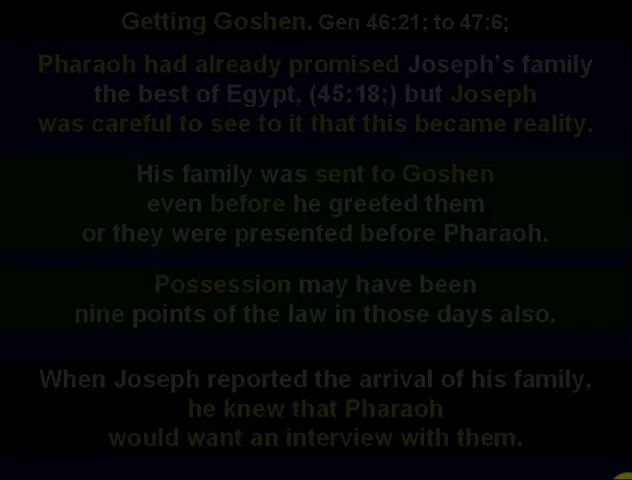 Getting Goshen. Gen 46:21; to 47:6;
Pharaoh had already promised Joseph's family
the best of Egypt, (45:18;) but Joseph
was careful to see to it that this became reality.
His family was sent to Goshen
even before he greeted them
or they were presented before Pharaoh.
Possession may have been
nine points of the law in those days also.
When Joseph reported the arrival of his family,
he knew that Pharaoh
would want an interview with them.